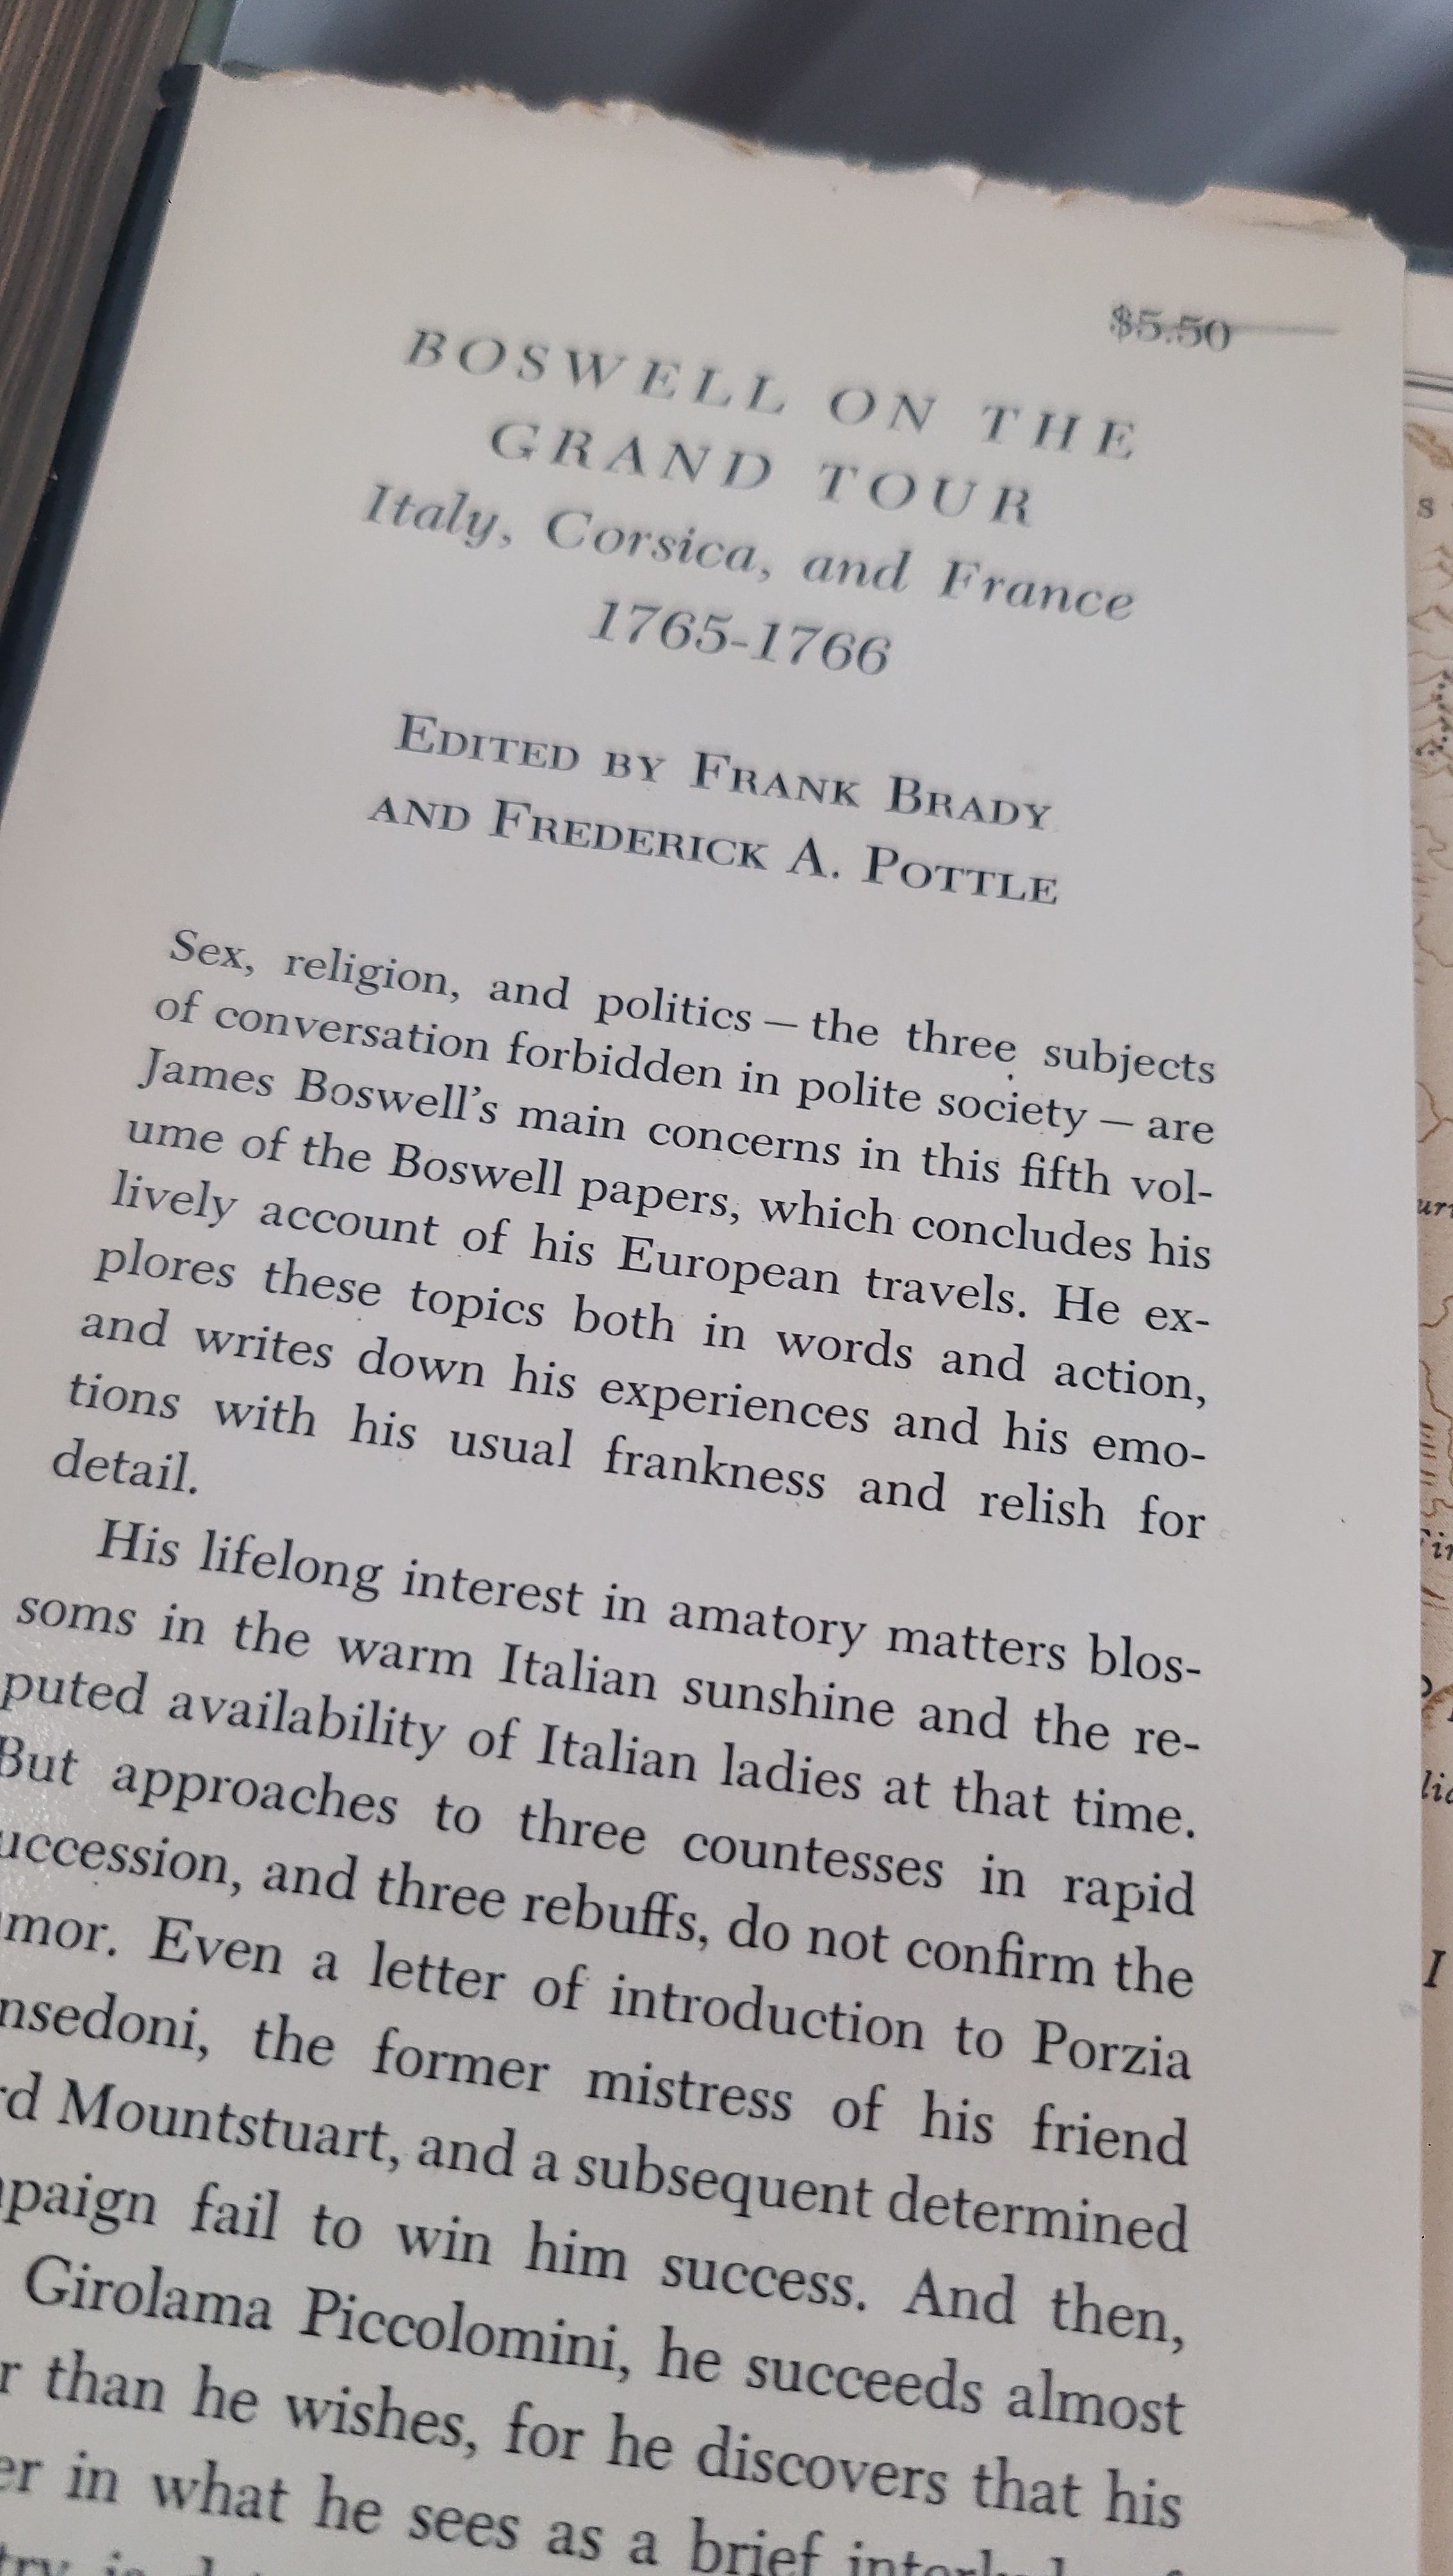 $5.50
BOSWELL ON THE
GRAND TOUR
Italy, Corsica, and France
1765-1766
EDITED BY FRANK BRADY
AND FREDERICK A. POTTLE
Sex, religion, and politics — the three subjects
of conversation forbidden in polite society — are
James Boswell's main concerns in this fifth vol-
ume of the Boswell papers, which concludes his
lively account of his European travels. He ex-
plores these topics both in words and action,
and writes down his experiences and his emo-
tions with his usual frankness and relish for
detail.
His lifelong interest in amatory matters blos-
soms in the warm Italian sunshine and the re-
puted availability of Italian ladies at that time.
But approaches to three countesses in rapid
uccession, and three rebuffs, do not confirm the
mor. Even a letter of introduction to Porzia
nsedoni, the former mistress of his friend
rd Mountstuart, and a subsequent determined
paign fail to win him success. And then,
Girolama Piccolomini, he succeeds almost
r than he wishes, for he discovers that his
er in what he sees as a brief